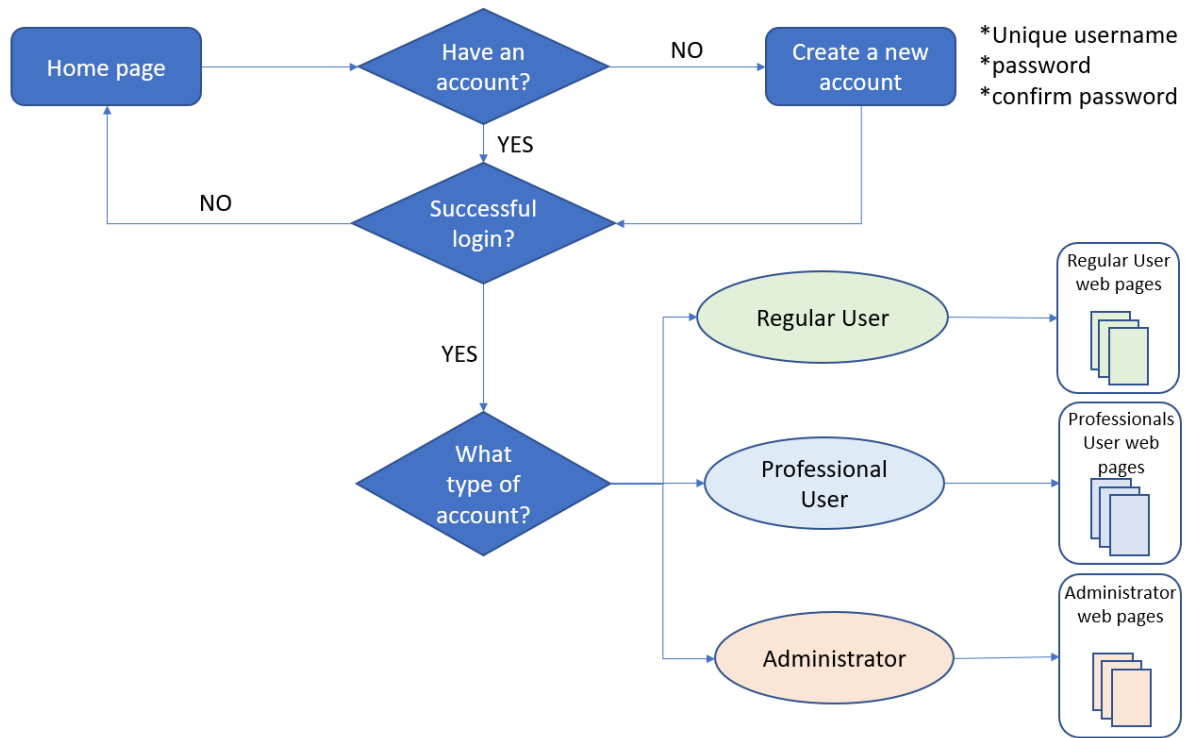 Home page
Have an
account?
NO
Create a new
account
*Unique username
*password
*confirm password
YES
NO
Successful
login?
YES
Regular User
Regular User
web pages
What
type of
account?
Professional
User
Professionals
User web
pages
Administrator
Administrator
web pages